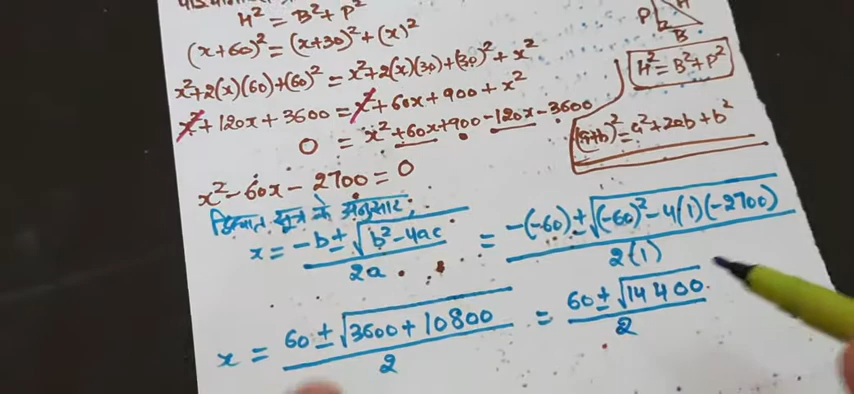 H² = B² + P²
(x+60)² = (x+30)² + (x)²
x²+2(x)(60)+(60)² = x²+2(x)(30)+(30)²+x²
x²+120x+3600 = x²+60x+900+x²
0 = x²+60x+900-120x-3600
x²-60x-2700=0
P
H
B
H²=B²+P²
(a+b)²=a²+2ab+b²
द्विघात सूत्र के अनुसार,
x = -b±√b²-4ac / 2a = -(-60)±√(-60)²-4(1)(-2700) / 2(1)
x = 60±√3600+10800 / 2 = 60±√14400 / 2